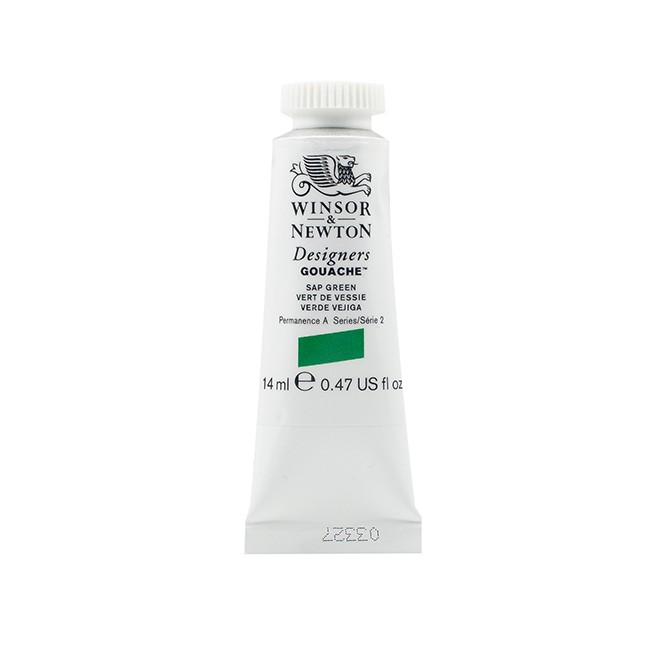 WINSOR
&
NEWTON
Designers
GOUACHE™
SAP GREEN
VERT DE VESSIE
VERDE VEJIGA
Permanence A Series/Série 2
14 ml ℮ 0.47 US fl oz